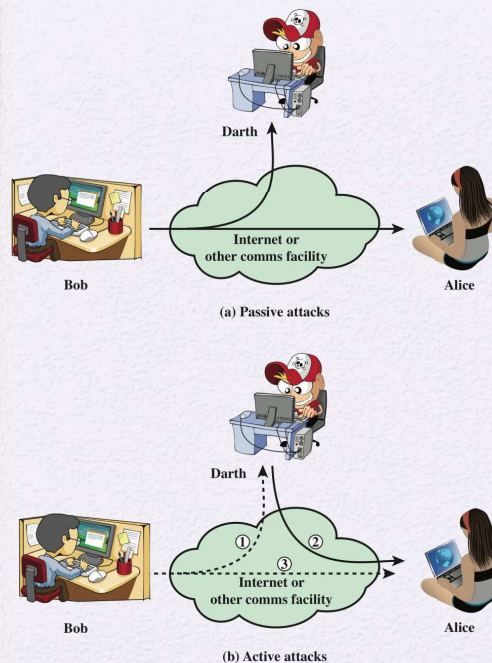 Darth
Internet or
other comms facility
Bob
Alice
(a) Passive attacks
Darth
①
②
③
Internet or
other comms facility
Bob
Alice
(b) Active attacks